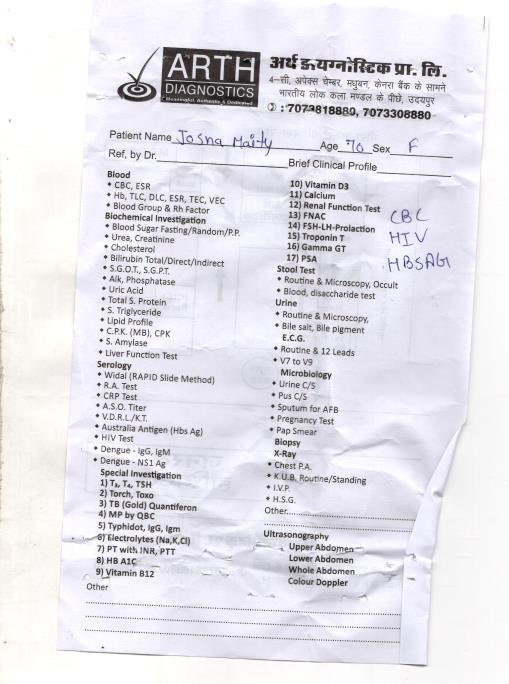 ARTH
DIAGNOSTICS
Meaningful, Authentic & Dedicated
अर्थ डायग्नोस्टिक प्रा. लि.
4-सी, अपेक्स चेम्बर, मधुबन, केनरा बैंक के सामने
भारतीय लोक कला मण्डल के पीछे, उदयपुर
: 7073818880, 7073308880
Patient Name Josna Maity Age 70 Sex F
Ref, by Dr. Brief Clinical Profile
Blood
CBC, ESR
Hb, TLC, DLC, ESR, TEC, VEC
Blood Group & Rh Factor
Biochemical Investigation
Blood Sugar Fasting/Random/P.P.
Urea, Creatinine
Cholesterol
Bilirubin Total/Direct/Indirect
S.G.O.T., S.G.P.T.
Alk, Phosphatase
Uric Acid
Total S. Protein
S. Triglyceride
Lipid Profile
C.P.K. (MB), CPK
S. Amylase
Liver Function Test
Serology
Widal (RAPID Slide Method)
R.A. Test
CRP Test
A.S.O. Titer
V.D.R.L./K.T.
Australia Antigen (Hbs Ag)
HIV Test
Dengue - IgG, IgM
Dengue - NS1 Ag
Special Investigation
1) T₃, T₄, TSH
2) Torch, Toxo
3) TB (Gold) Quantiferon
4) MP by QBC
5) Typhidot, IgG, Igm
6) Electrolytes (Na,K,Cl)
7) PT with INR, PTT
8) HB A1C
9) Vitamin B12
10) Vitamin D3
11) Calcium
12) Renal Function Test
13) FNAC
14) FSH-LH-Prolaction
15) Troponin T
16) Gamma GT
17) PSA
CBC
HIV
HBSAG
Stool Test
Routine & Microscopy, Occult
Blood, disaccharide test
Urine
Routine & Microscopy,
Bile salt, Bile pigment
E.C.G.
Routine & 12 Leads
V7 to V9
Microbiology
Urine C/S
Pus C/S
Sputum for AFB
Pregnancy Test
Pap Smear
Biopsy
X-Ray
Chest P.A.
K.U.B. Routine/Standing
I.V.P.
H.S.G.
Other
Ultrasonography
Upper Abdomen
Lower Abdomen
Whole Abdomen
Colour Doppler
Other